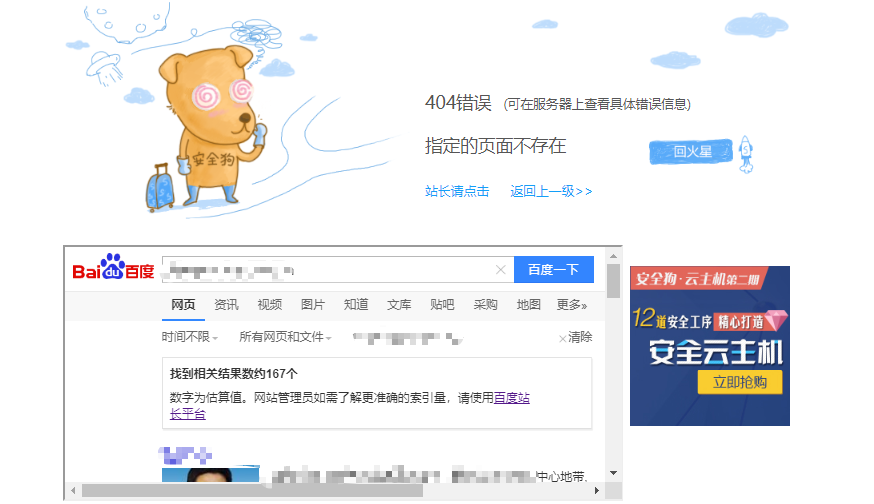 404错误 (可在服务器上查看具体错误信息)
指定的页面不存在
回火星
安全狗
站长请点击 返回上一级>>
Baidu百度
百度一下
网页 资讯 视频 图片 知道 文库 贴吧 采购 地图 更多»
时间不限 所有网页和文件
清除
找到相关结果数约167个
数字为估算值。网站管理员如需了解更准确的索引量，请使用百度站
长平台
中心地带,
安全狗·云主机第二期
12道安全工序 精心打造
安全云主机
立即抢购